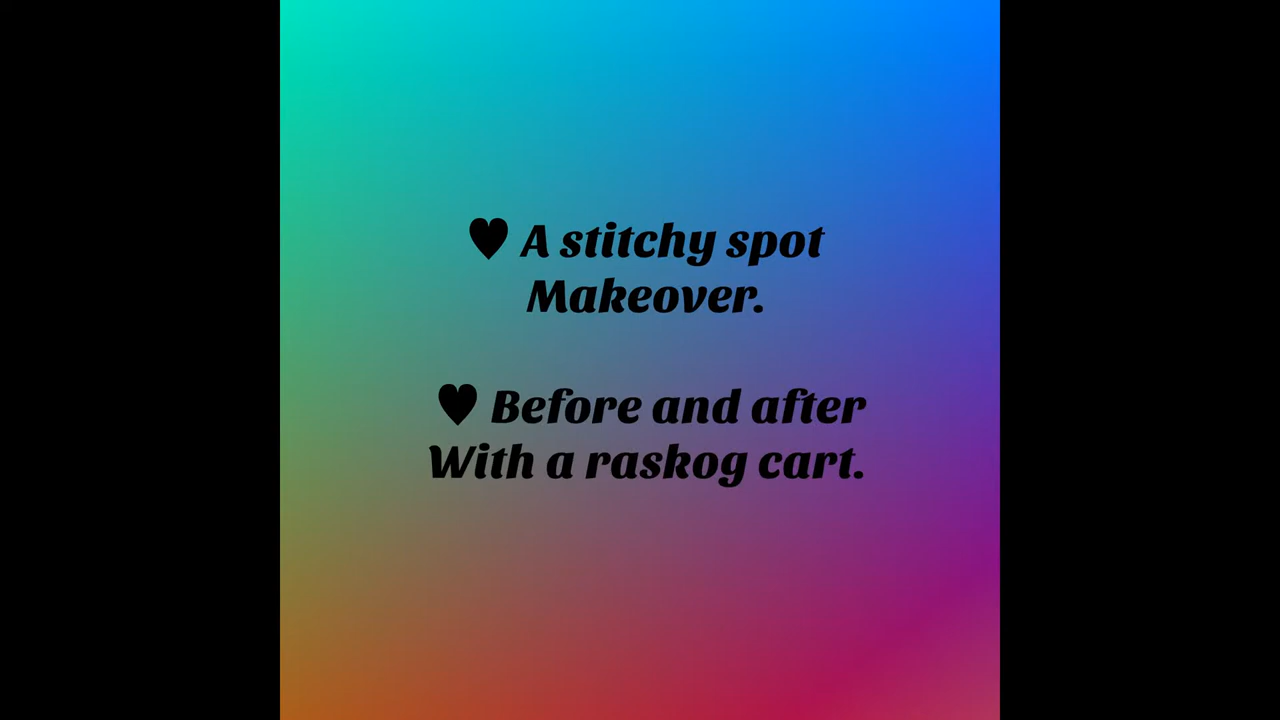 ♥ A stitchy spot
Makeover.
♥ Before and after
With a raskog cart.